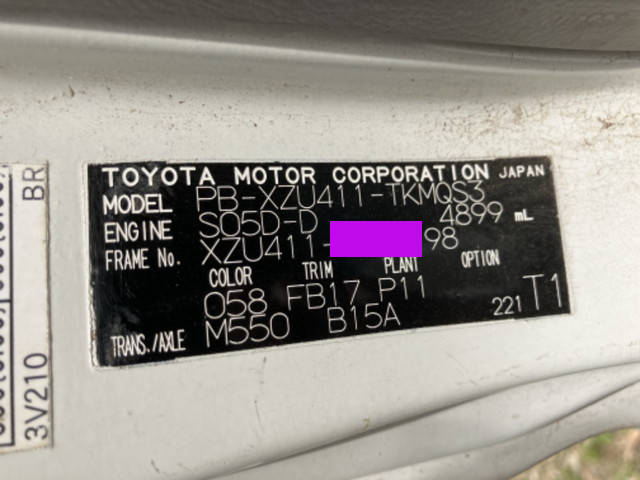 TOYOTA MOTOR CORPORATION JAPAN
MODEL PB-XZU411-TKMQS3
ENGINE S05D-D 4899 mL
FRAME No. XZU411- 98
COLOR TRIM PLANT OPTION
058 FB17 P11
TRANS./AXLE M550 B15A 221 T1
BR
3V210